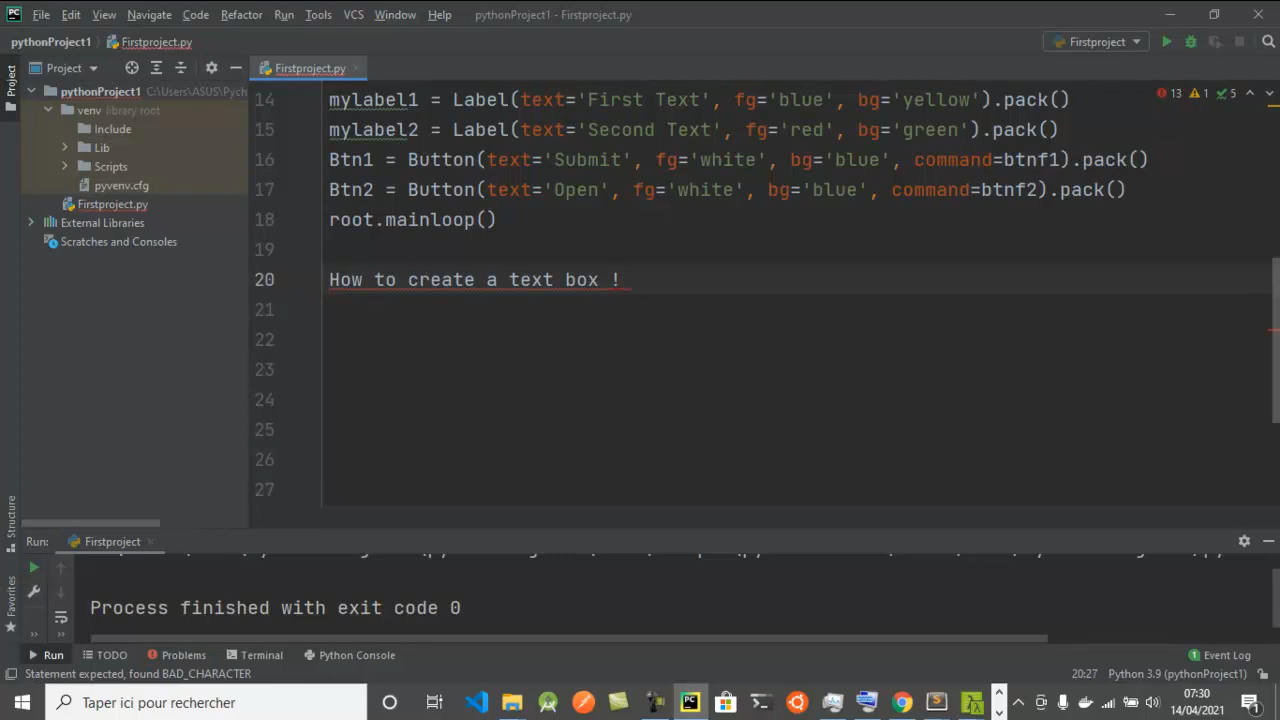 File Edit View Navigate Code Refactor Run Tools VCS Window Help pythonProject1 - Firstproject.py
pythonProject1 Firstproject.py Firstproject
Project Firstproject.py
Project
pythonProject1 C:\Users\ASUS\Pych
venv library root
Include
Lib
Scripts
pyvenv.cfg
Firstproject.py
External Libraries
Scratches and Consoles
13 1 5
14 mylabel1 = Label(text='First Text', fg='blue', bg='yellow').pack()
15 mylabel2 = Label(text='Second Text', fg='red', bg='green').pack()
16 Btn1 = Button(text='Submit', fg='white', bg='blue', command=btnf1).pack()
17 Btn2 = Button(text='Open', fg='white', bg='blue', command=btnf2).pack()
18 root.mainloop()
19
20 How to create a text box !
21
22
23
24
25
26
27
Structure
Favorites
Run: Firstproject
Process finished with exit code 0
Run TODO Problems Terminal Python Console 1 Event Log
Statement expected, found BAD_CHARACTER 20:27 Python 3.9 (pythonProject1)
Taper ici pour rechercher
07:30
14/04/2021